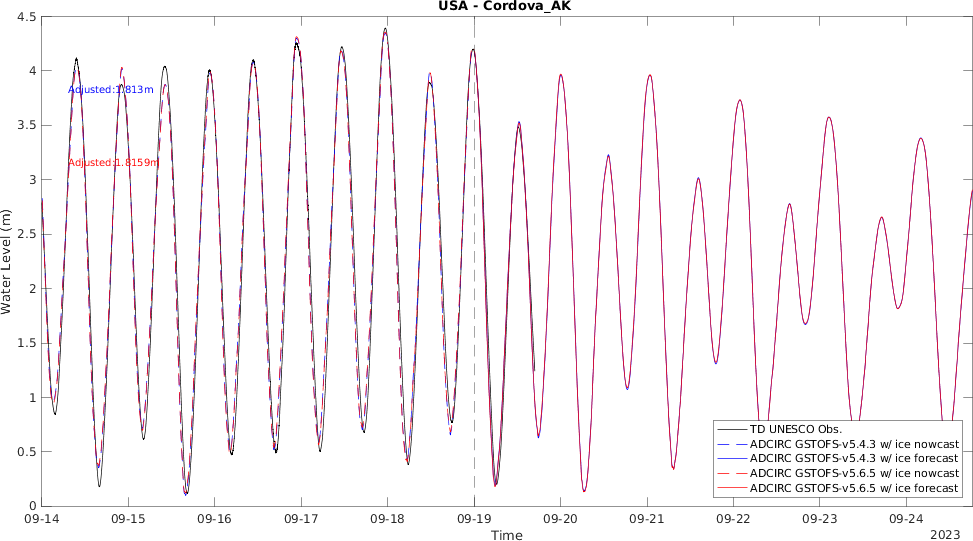 USA - Cordova_AK
4.5
4
3.5
3
2.5
2
1.5
1
0.5
0
Water Level (m)
Adjusted:1.813m
Adjusted:1.8159m
TD UNESCO Obs.
ADCIRC GSTOFS-v5.4.3 w/ ice nowcast
ADCIRC GSTOFS-v5.4.3 w/ ice forecast
ADCIRC GSTOFS-v5.6.5 w/ ice nowcast
ADCIRC GSTOFS-v5.6.5 w/ ice forecast
09-14 09-15 09-16 09-17 09-18 09-19 09-20 09-21 09-22 09-23 09-24
Time
2023